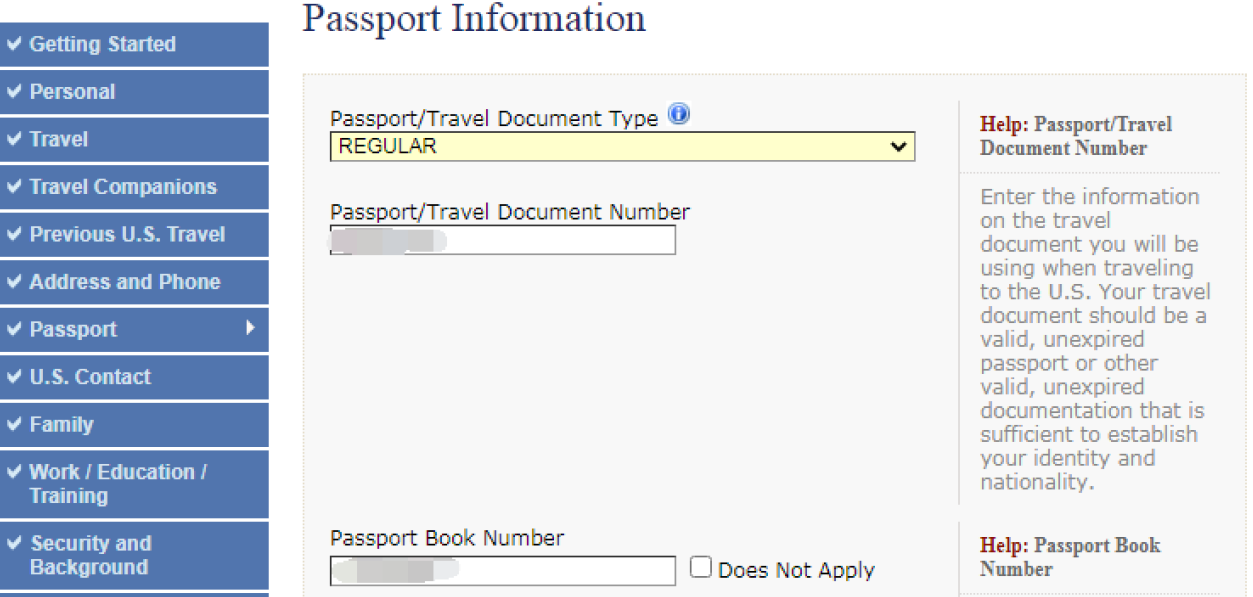 Passport Information
Getting Started
Personal
Travel
Travel Companions
Previous U.S. Travel
Address and Phone
Passport
U.S. Contact
Family
Work / Education /
Training
Security and
Background
Passport/Travel Document Type
REGULAR
Passport/Travel Document Number
Help: Passport/Travel
Document Number
Enter the information
on the travel
document you will be
using when traveling
to the U.S. Your travel
document should be a
valid, unexpired
passport or other
valid, unexpired
documentation that is
sufficient to establish
your identity and
nationality.
Passport Book Number
Does Not Apply
Help: Passport Book
Number